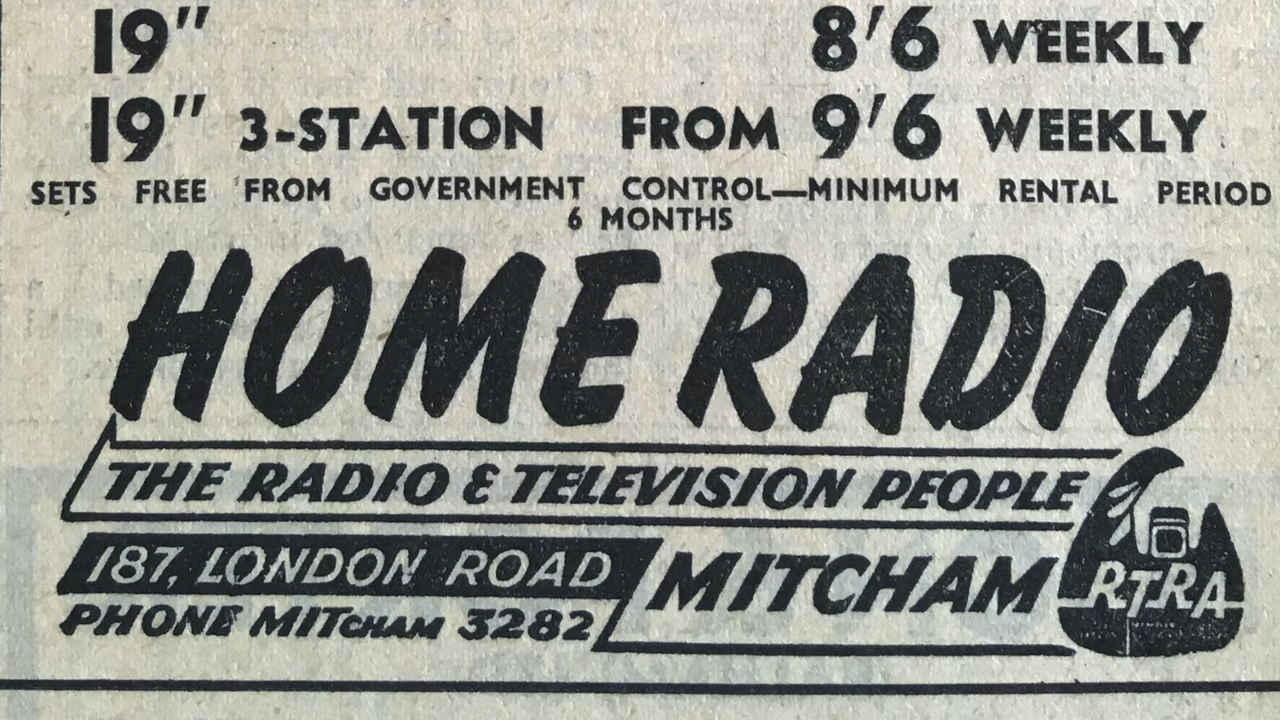 19″ 8′6 WEEKLY
19″ 3-STATION FROM 9′6 WEEKLY
SETS FREE FROM GOVERNMENT CONTROL—MINIMUM RENTAL PERIOD
6 MONTHS
HOME RADIO
THE RADIO & TELEVISION PEOPLE
187, LONDON ROAD
MITCHAM
PHONE MITCHAM 3282
RTRA